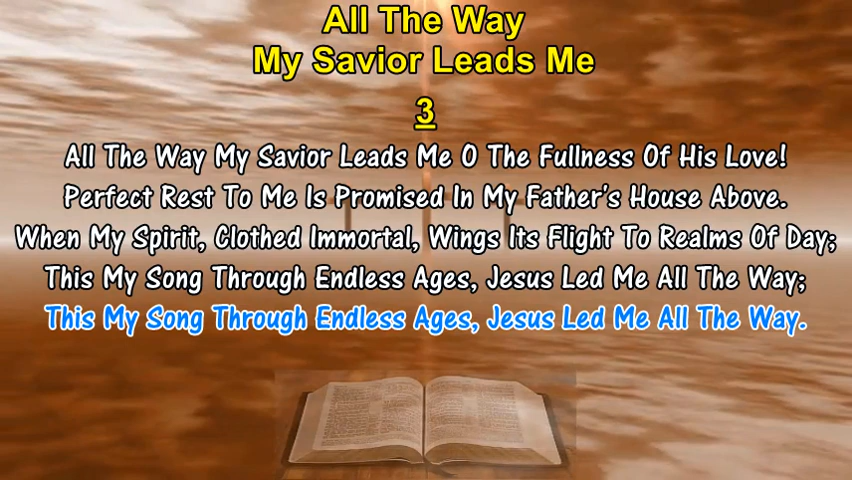 All The Way
My Savior Leads Me
3
All The Way My Savior Leads Me O The Fullness Of His Love!
Perfect Rest To Me Is Promised In My Father's House Above.
When My Spirit, Clothed Immortal, Wings Its Flight To Realms Of Day;
This My Song Through Endless Ages, Jesus Led Me All The Way;
This My Song Through Endless Ages, Jesus Led Me All The Way.